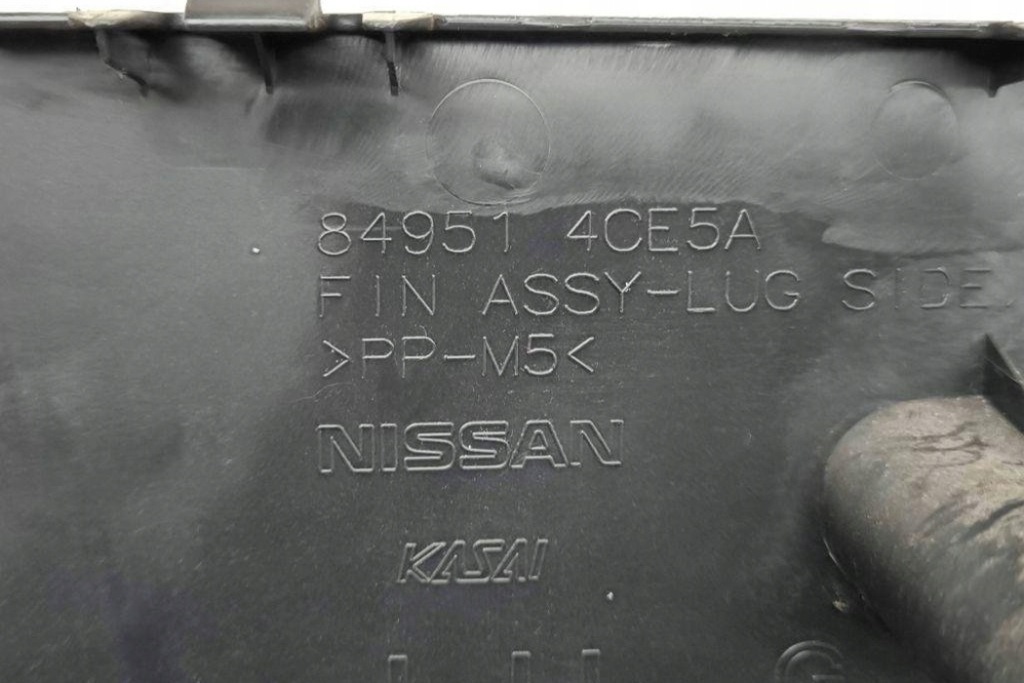 84951 4CE5A
FIN ASSY-LUG SIDE,
>PP-M5<
NISSAN
KASAI